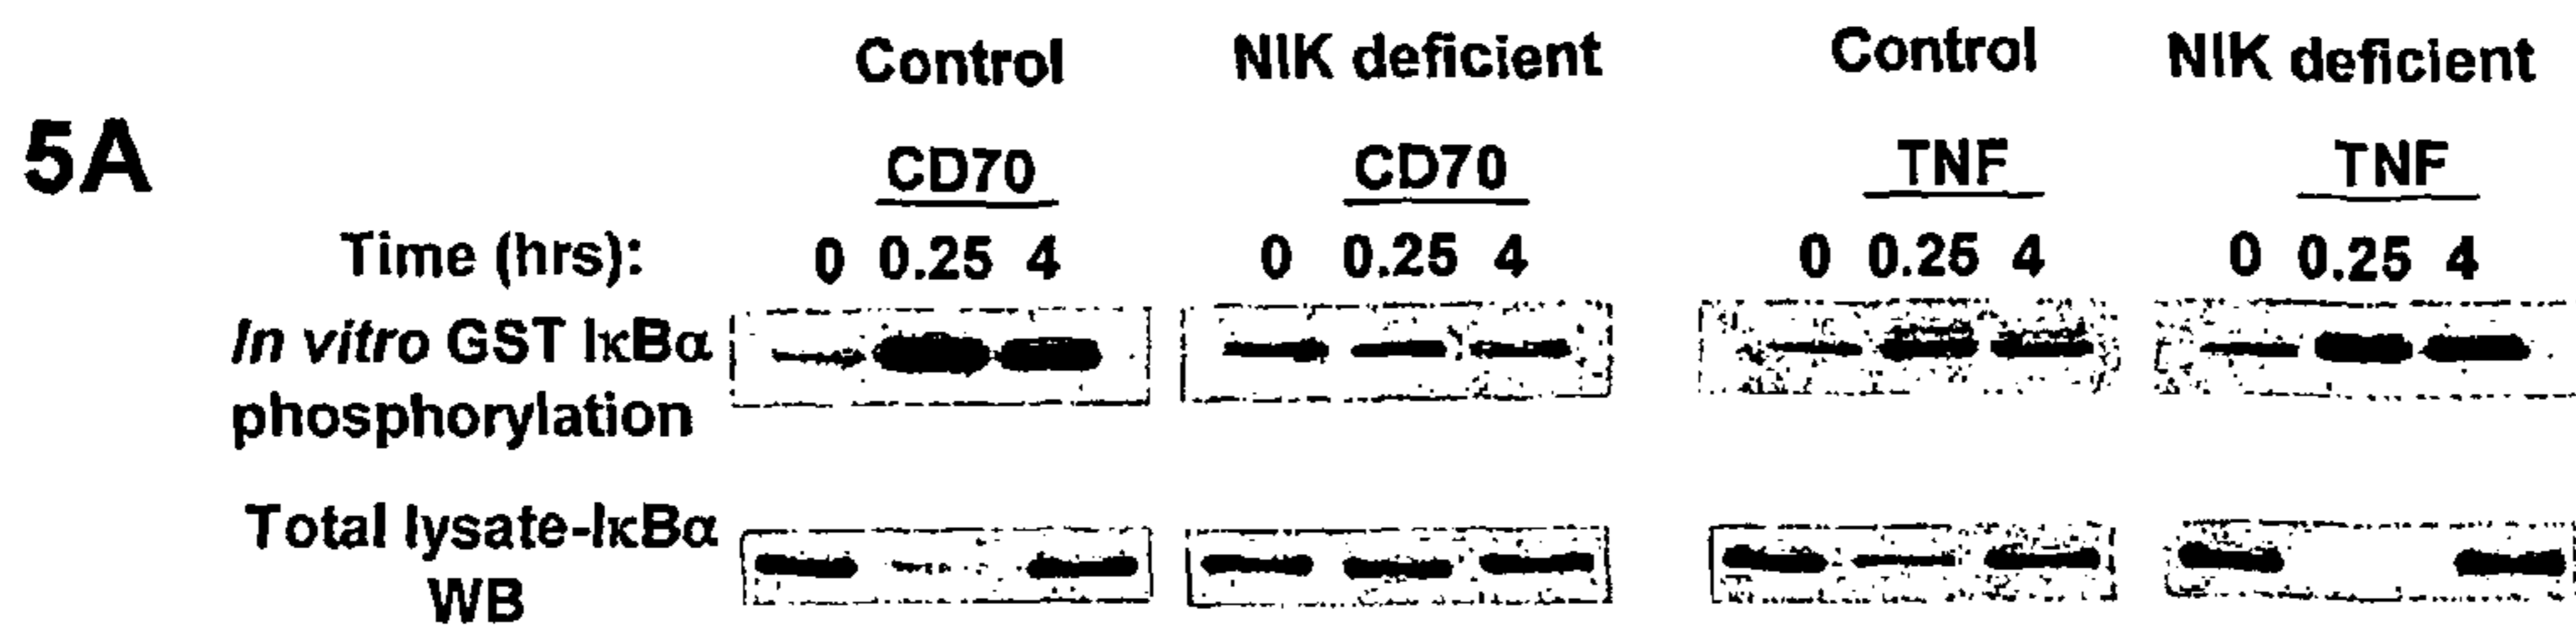 Control NIK deficient Control NIK deficient
5A CD70 CD70 TNF TNF
Time (hrs): 0 0.25 4 0 0.25 4 0 0.25 4 0 0.25 4
In vitro GST IκBα
phosphorylation
Total lysate-IκBα
WB